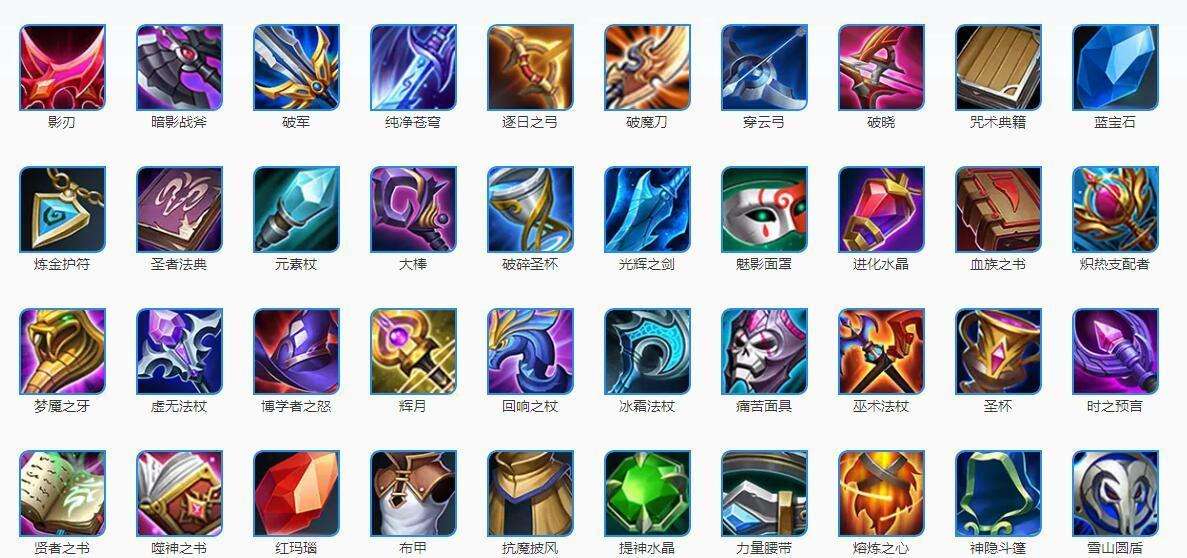 影刃 暗影战斧 破军 纯净苍穹 逐日之弓 破魔刀 穿云弓 破晓 咒术典籍 蓝宝石
炼金护符 圣者法典 元素杖 大棒 破碎圣杯 光辉之剑 魅影面罩 进化水晶 血族之书 炽热支配者
梦魇之牙 虚无法杖 博学者之怒 辉月 回响之杖 冰霜法杖 痛苦面具 巫术法杖 圣杯 时之预言
贤者之书 噬神之书 红玛瑙 布甲 抗魔披风 提神水晶 力量腰带 熔炼之心 神隐斗篷 雪山圆盾